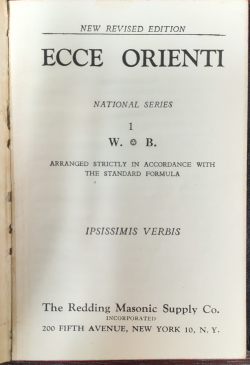 NEW REVISED EDITION
ECCE ORIENTI
NATIONAL SERIES
1
W. B.
ARRANGED STRICTLY IN ACCORDANCE WITH
THE STANDARD FORMULA
IPSISSIMIS VERBIS
The Redding Masonic Supply Co.
INCORPORATED
200 FIFTH AVENUE, NEW YORK 10, N. Y.